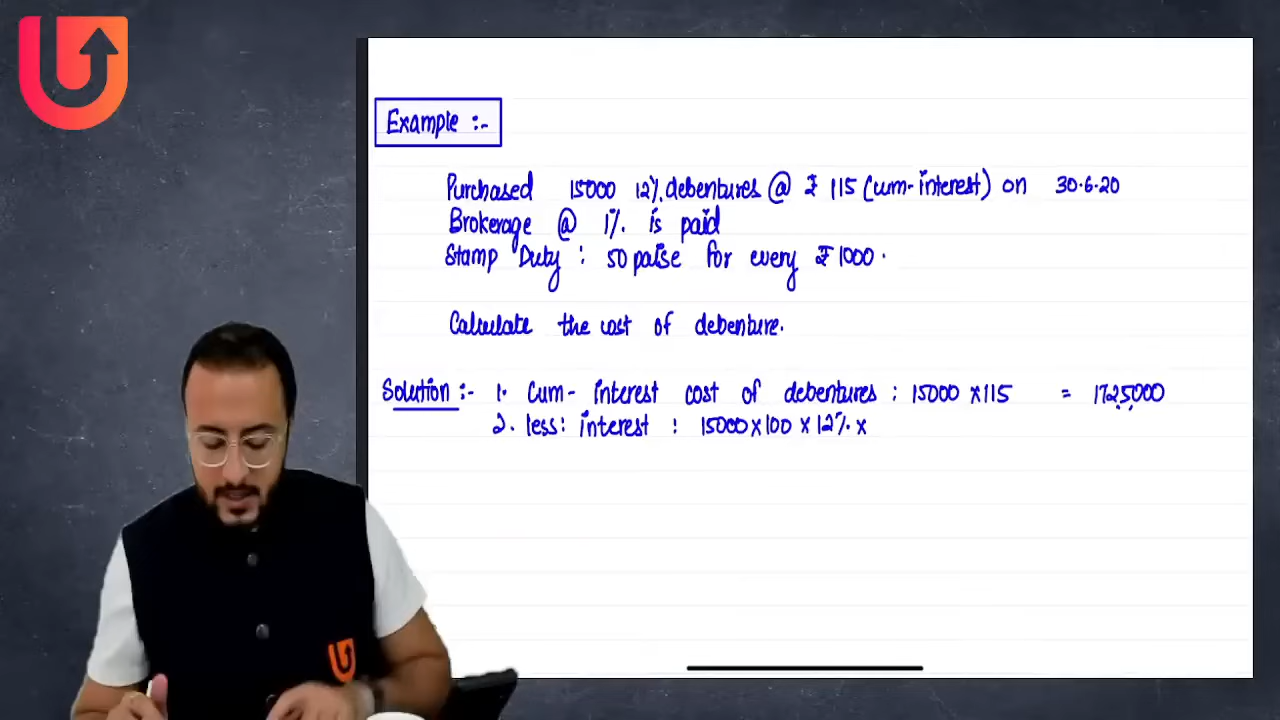 Example :-
Purchased 15000 12% debentures @ ₹ 115 (cum-interest) on 30.6.20
Brokerage @ 1% is paid
Stamp Duty : 50 paise for every ₹ 1000.
Calculate the cost of debenture.
Solution :- 1. Cum-interest cost of debentures : 15000 × 115 = 1725,000
2. less: interest : 15000 × 100 × 12% ×